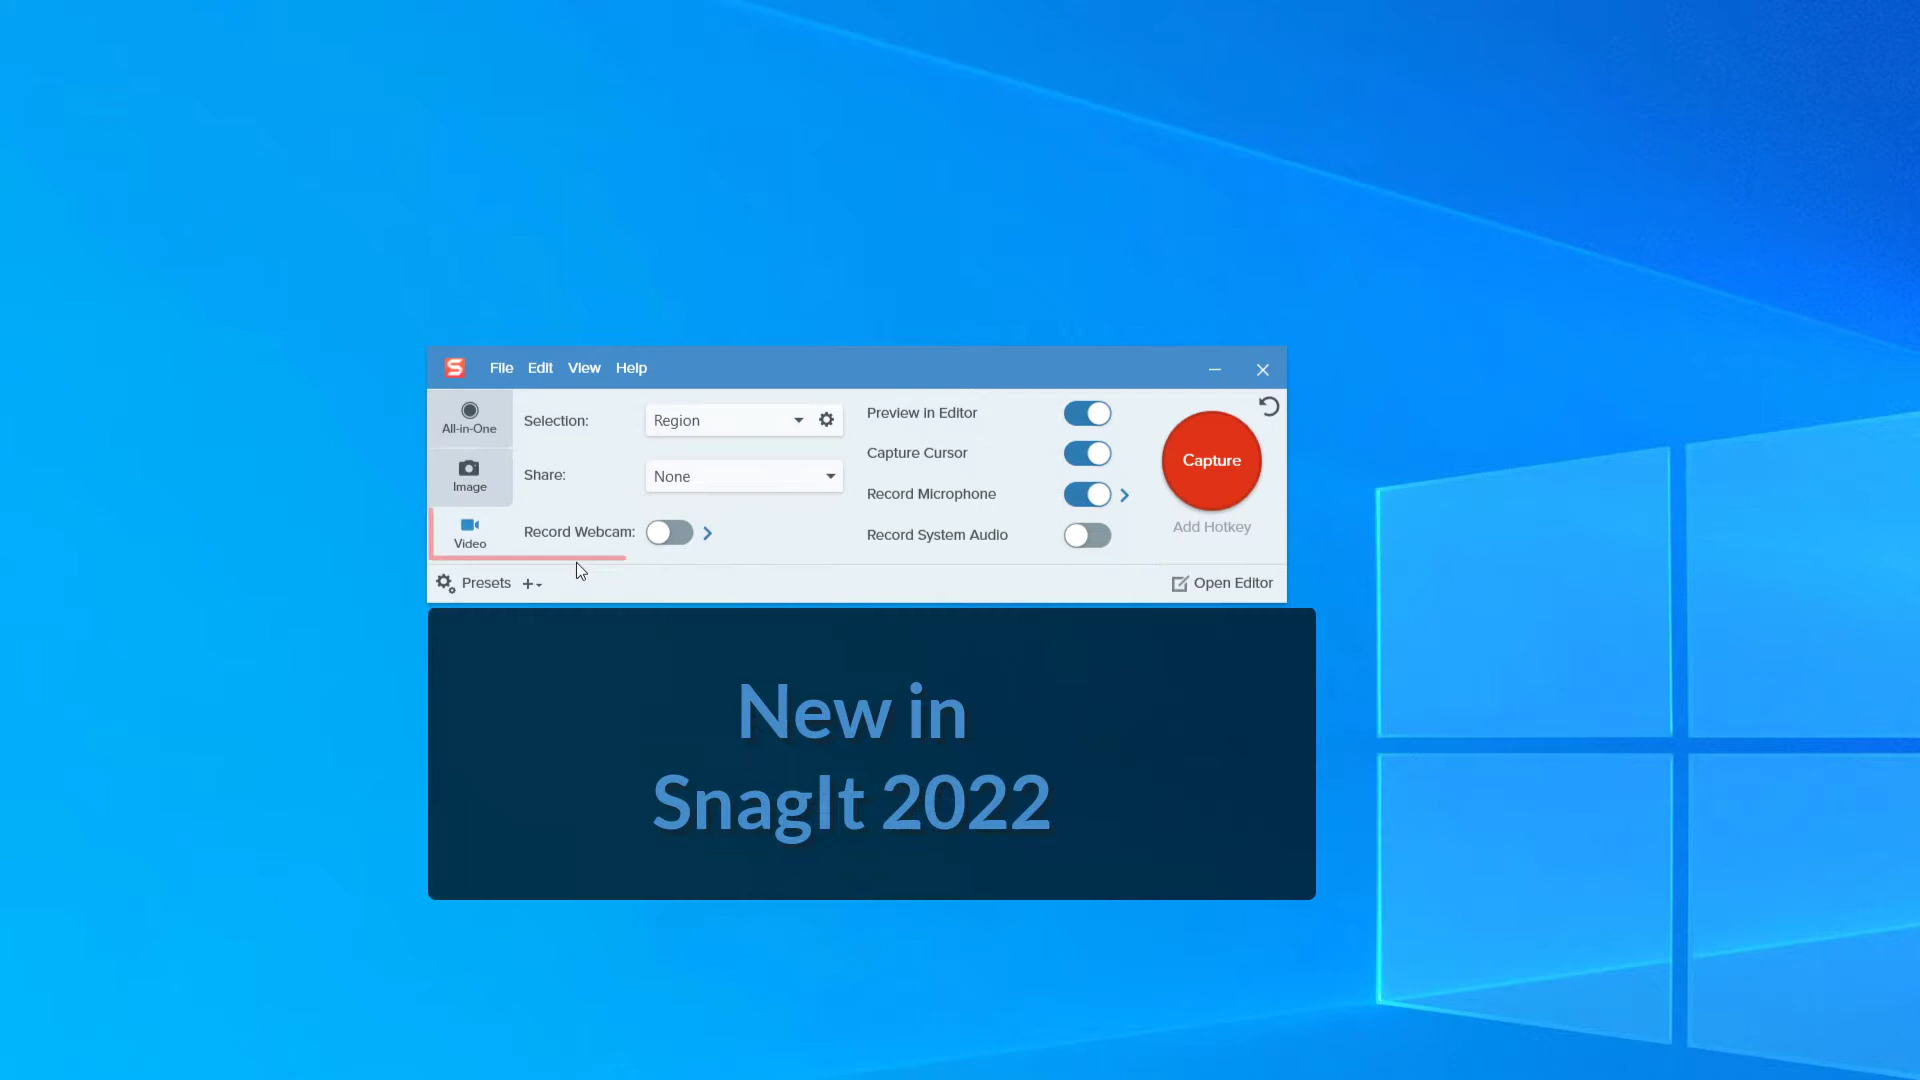 File Edit View Help
All-in-One
Image
Video
Selection: Region
Share: None
Record Webcam:
Preview in Editor
Capture Cursor
Record Microphone
Record System Audio
Capture
Add Hotkey
Presets
Open Editor
New in
SnagIt 2022